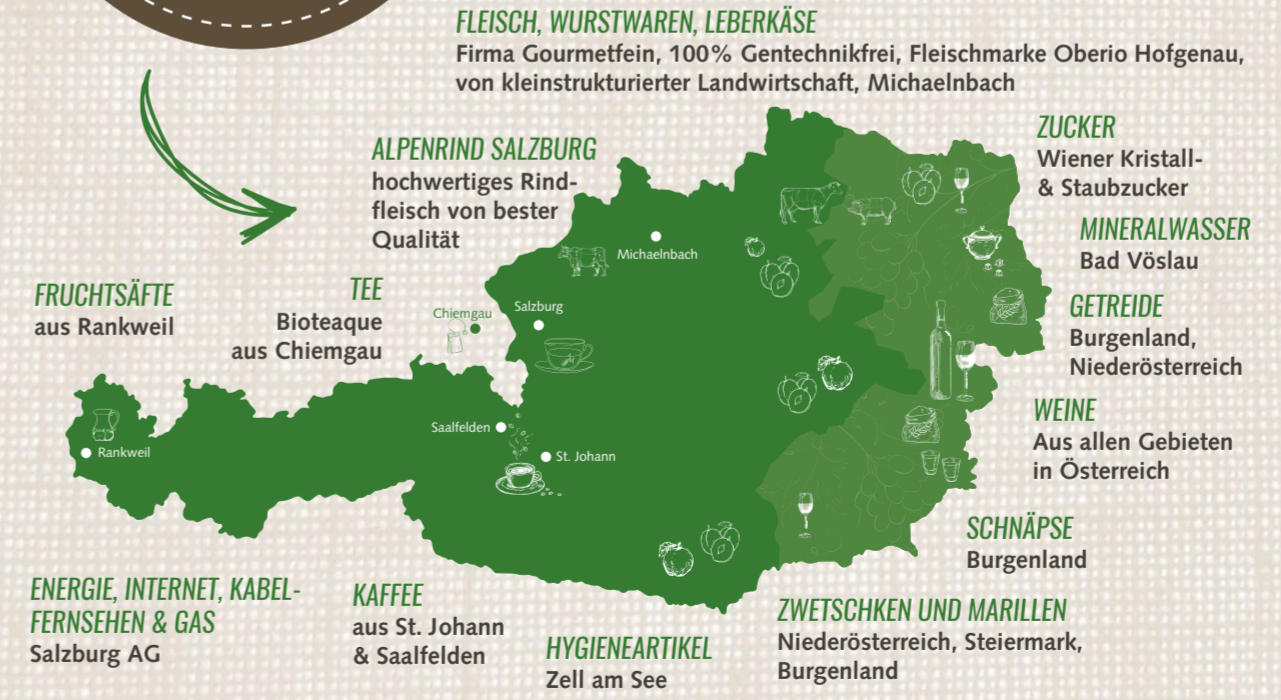 FLEISCH, WURSTWAREN, LEBERKÄSE
Firma Gourmetfein, 100% Gentechnikfrei, Fleischmarke Oberio Hofgenau,
von kleinstrukturierter Landwirtschaft, Michaelnbach
ALPENRIND SALZBURG
hochwertiges Rind-
fleisch von bester
Qualität
ZUCKER
Wiener Kristall-
& Staubzucker
MINERALWASSER
Bad Vöslau
GETREIDE
Burgenland,
Niederösterreich
WEINE
Aus allen Gebieten
in Österreich
SCHNÄPSE
Burgenland
FRUCHTSÄFTE
aus Rankweil
TEE
Bioteaque
aus Chiemgau
Michaelnbach
Chiemgau
Salzburg
Saalfelden
St. Johann
Rankweil
ENERGIE, INTERNET, KABEL-
FERNSEHEN & GAS
Salzburg AG
KAFFEE
aus St. Johann
& Saalfelden
HYGIENEARTIKEL
Zell am See
ZWETSCHKEN UND MARILLEN
Niederösterreich, Steiermark,
Burgenland